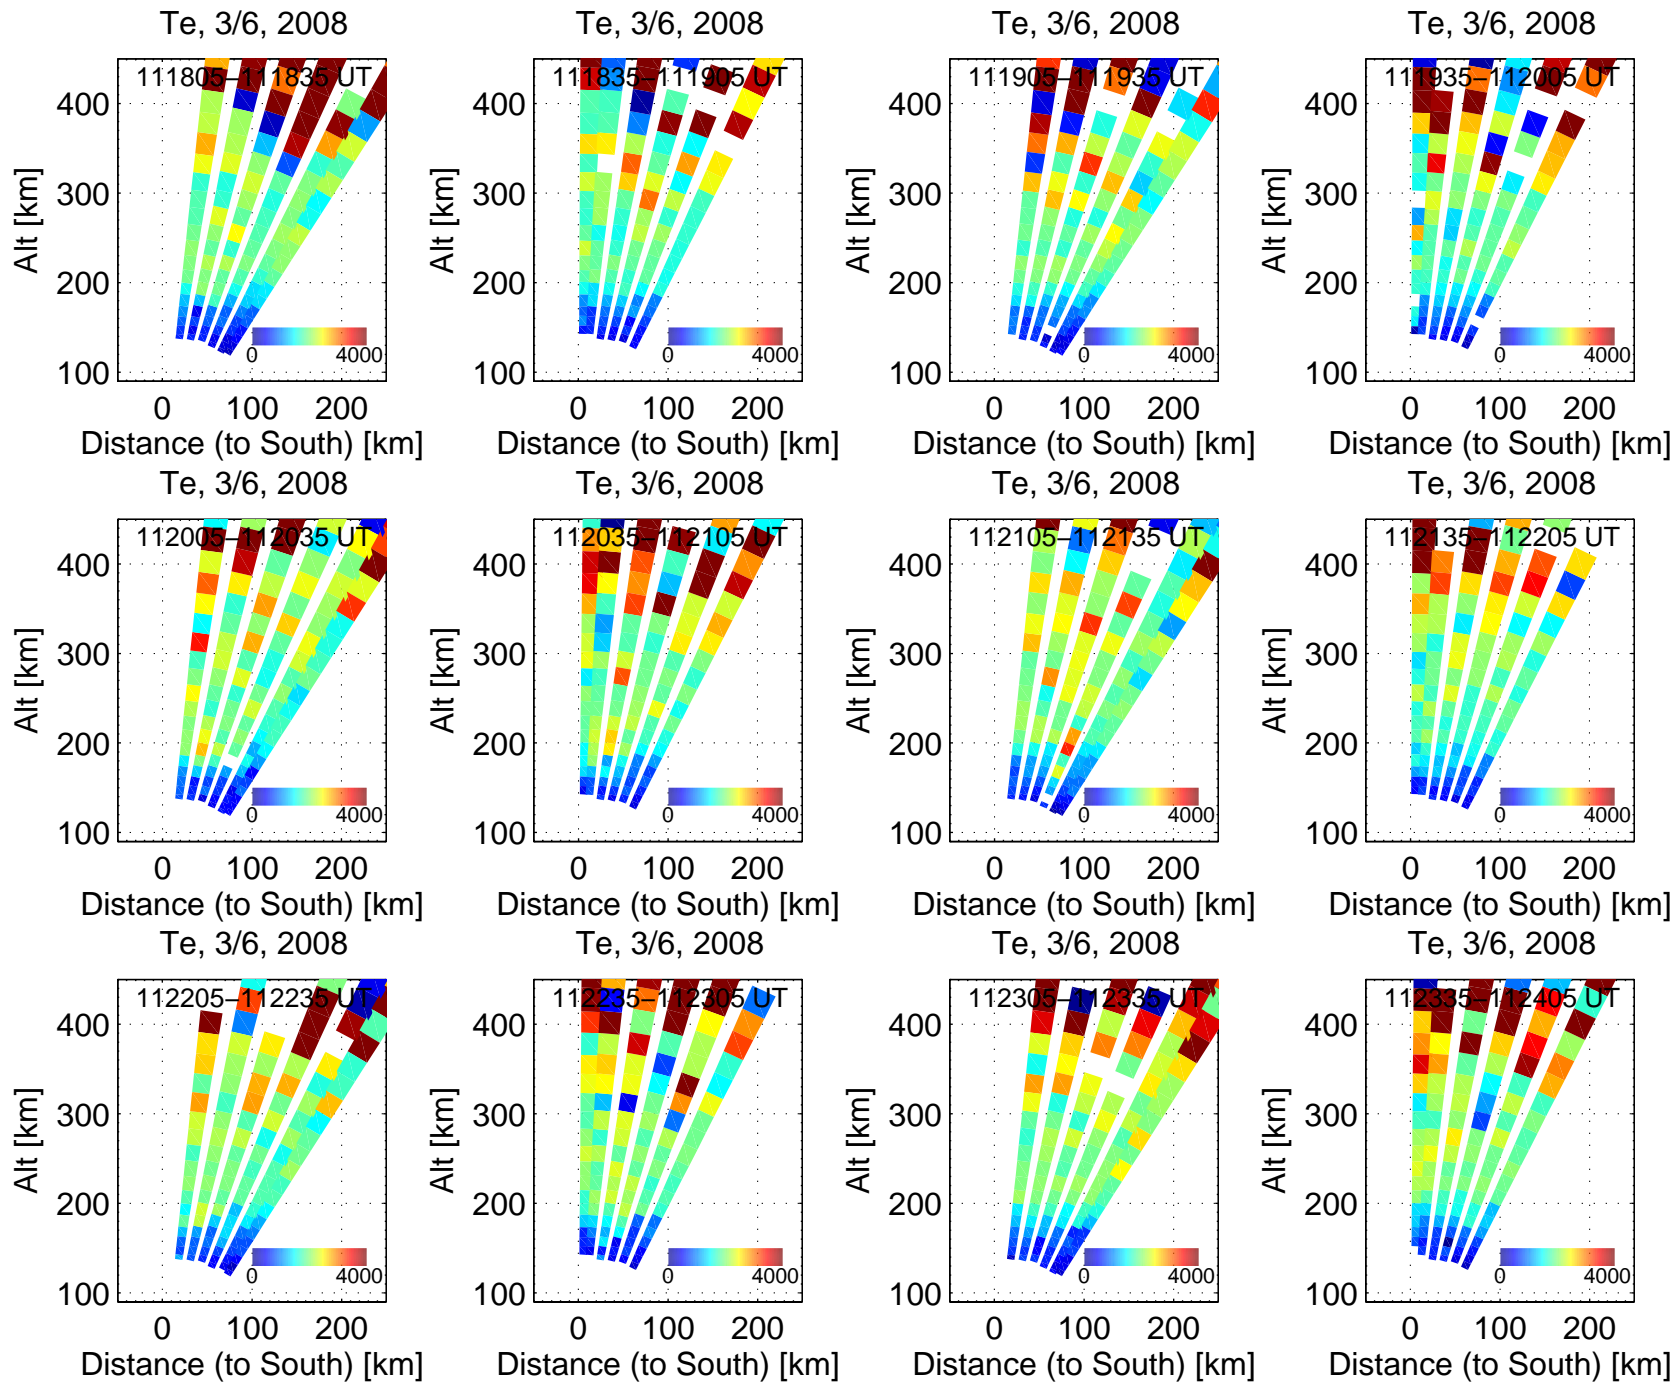 Te, 3/6, 2008 Te, 3/6, 2008 Te, 3/6, 2008 Te, 3/6, 2008
111805–111835 UT 111835–111905 UT 111905–111935 UT 111935–112005 UT
400 400 400 400
300 300 300 300
200 200 200 200
100 100 100 100
Alt [km] Alt [km] Alt [km] Alt [km]
0 4000 0 4000 0 4000 0 4000
0 100 200 0 100 200 0 100 200 0 100 200
Distance (to South) [km] Distance (to South) [km] Distance (to South) [km] Distance (to South) [km]
Te, 3/6, 2008 Te, 3/6, 2008 Te, 3/6, 2008 Te, 3/6, 2008
112005–112035 UT 112035–112105 UT 112105–112135 UT 112135–112205 UT
400 400 400 400
300 300 300 300
200 200 200 200
100 100 100 100
Alt [km] Alt [km] Alt [km] Alt [km]
0 4000 0 4000 0 4000 0 4000
0 100 200 0 100 200 0 100 200 0 100 200
Distance (to South) [km] Distance (to South) [km] Distance (to South) [km] Distance (to South) [km]
Te, 3/6, 2008 Te, 3/6, 2008 Te, 3/6, 2008 Te, 3/6, 2008
112205–112235 UT 112235–112305 UT 112305–112335 UT 112335–112405 UT
400 400 400 400
300 300 300 300
200 200 200 200
100 100 100 100
Alt [km] Alt [km] Alt [km] Alt [km]
0 4000 0 4000 0 4000 0 4000
0 100 200 0 100 200 0 100 200 0 100 200
Distance (to South) [km] Distance (to South) [km] Distance (to South) [km] Distance (to South) [km]